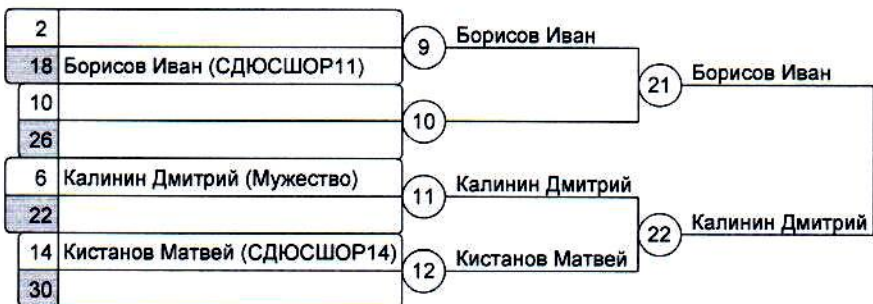 2
9 Борисов Иван
18 Борисов Иван (СДЮСШОР11)
21 Борисов Иван
10
10
26
6 Калинин Дмитрий (Мужество)
11 Калинин Дмитрий
22
22 Калинин Дмитрий
14 Кистанов Матвей (СДЮСШОР14)
12 Кистанов Матвей
30